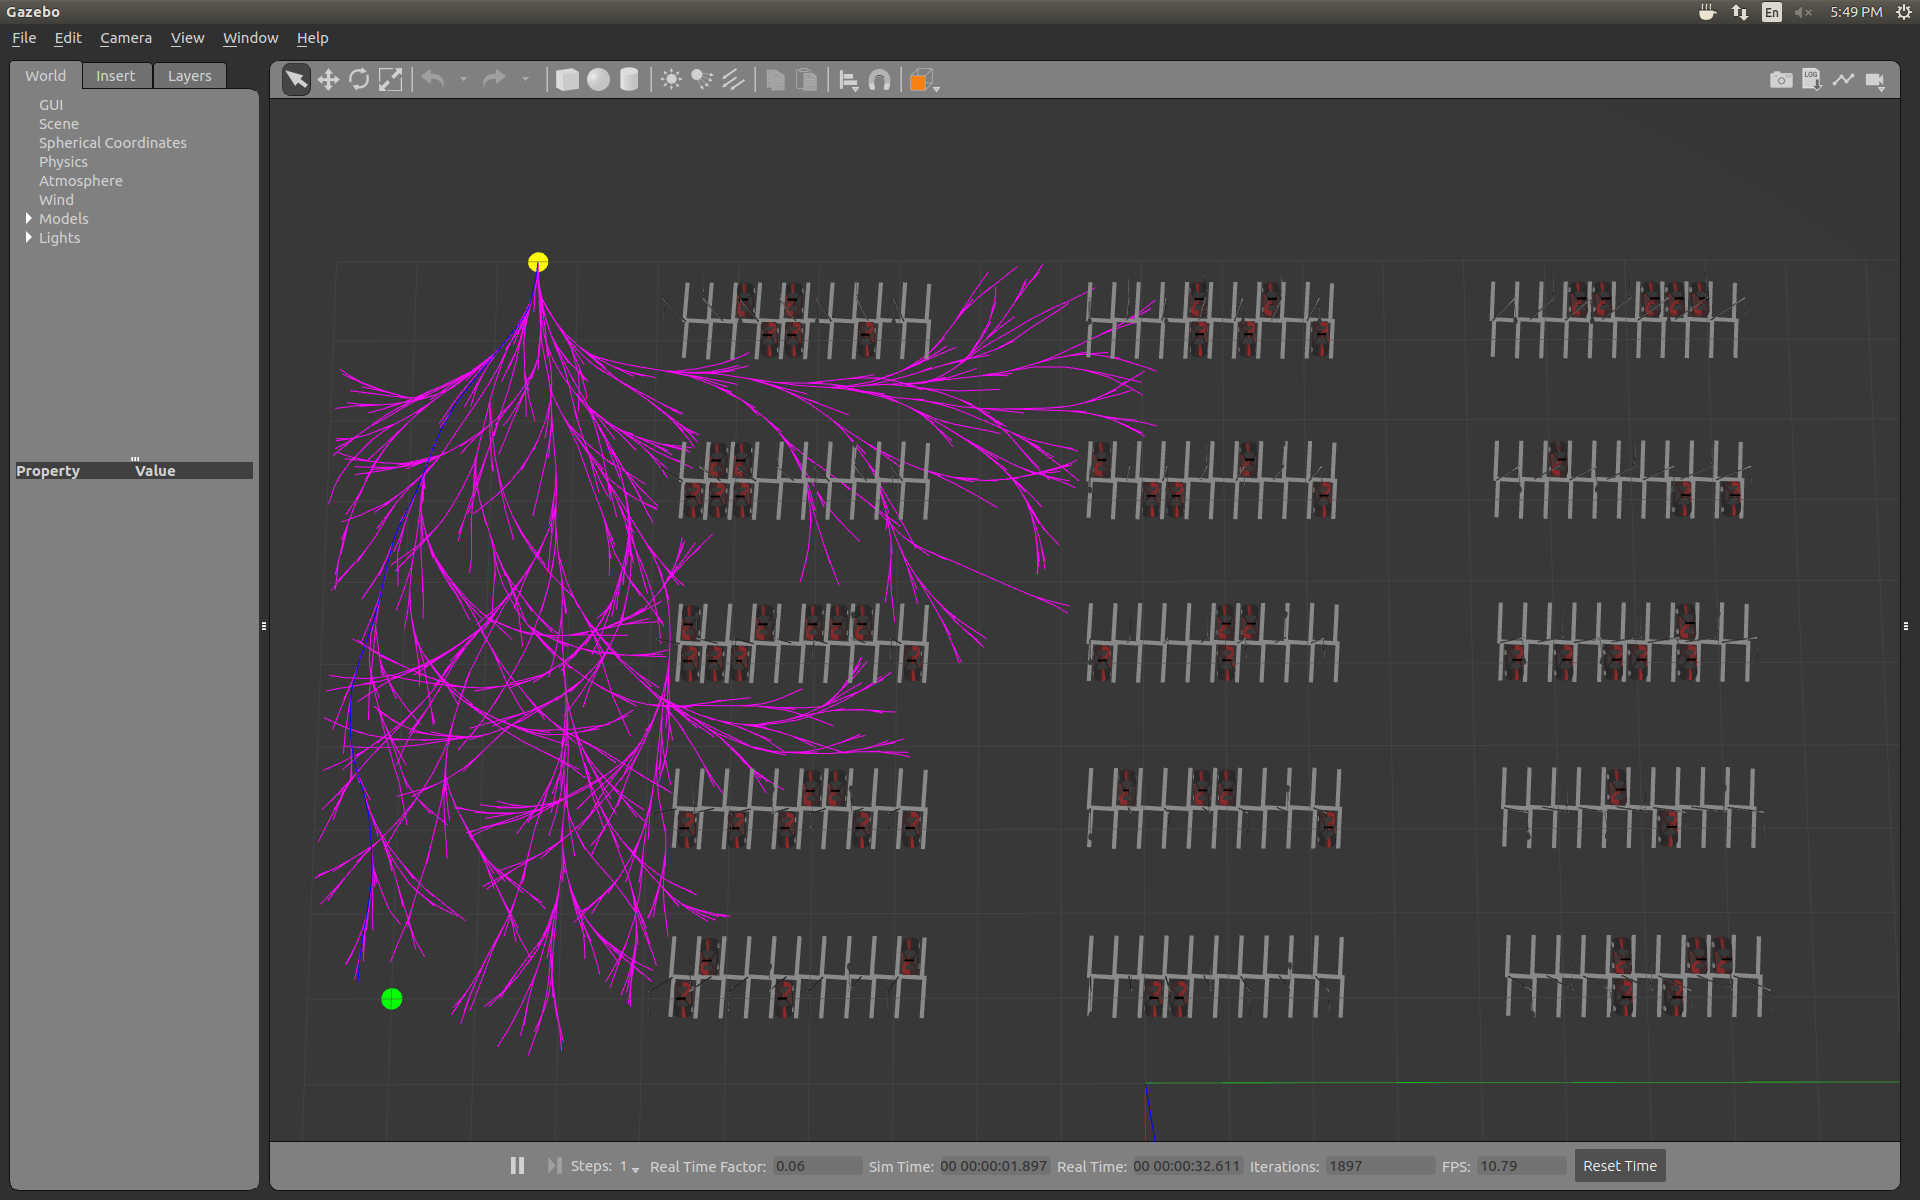 Gazebo
En
5:49 PM
File Edit Camera View Window Help
World Insert Layers
LOG
GUI
Scene
Spherical Coordinates
Physics
Atmosphere
Wind
Models
Lights
Property Value
Steps: 1 Real Time Factor: 0.06 Sim Time: 00 00:00:01.897 Real Time: 00 00:00:32.611 Iterations: 1897 FPS: 10.79 Reset Time